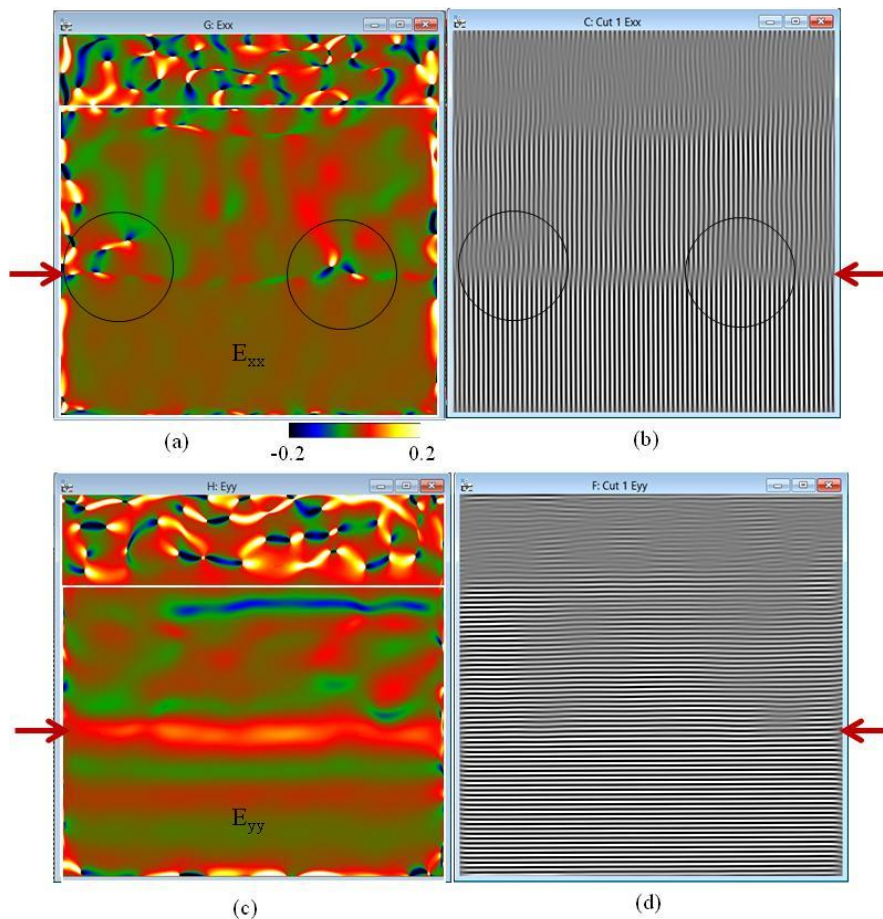 G: Exx
C: Cut 1 Exx
Exx
(a)
-0.2 0.2
(b)
H: Eyy
F: Cut 1 Eyy
Eyy
(c)
(d)